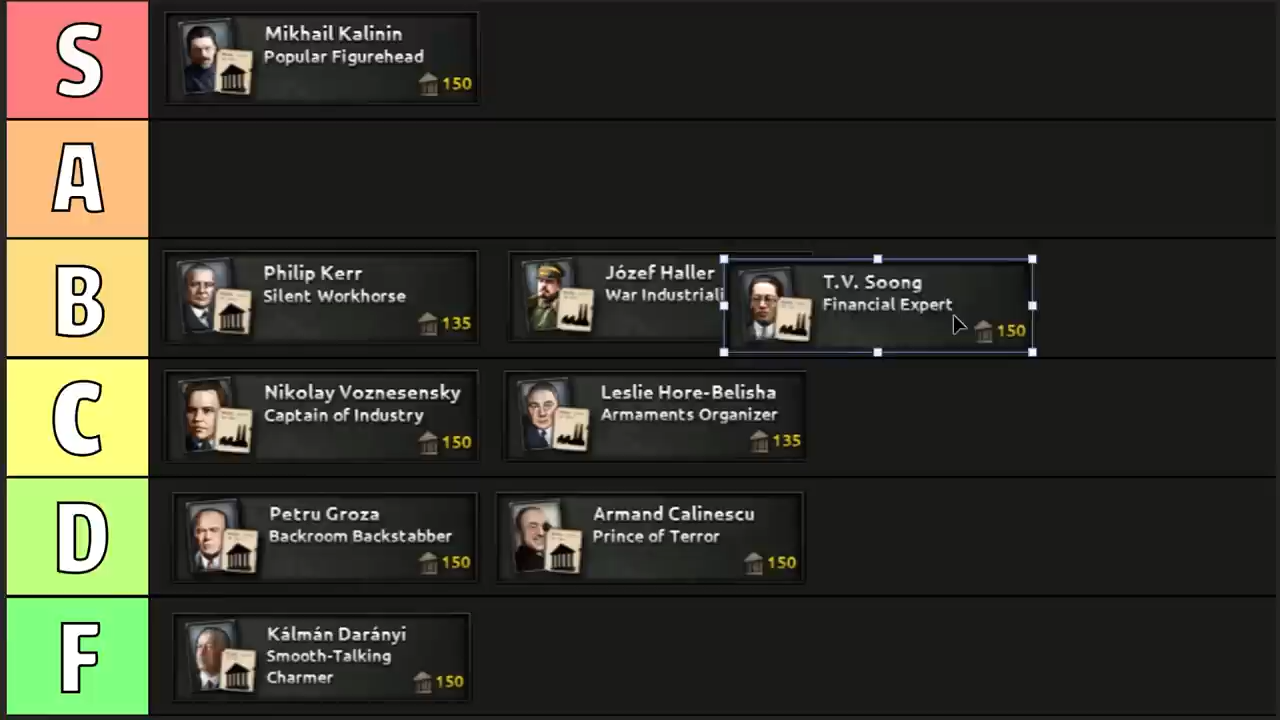 S
Mikhail Kalinin
Popular Figurehead
150
A
B
Philip Kerr
Silent Workhorse
135
Józef Haller
War Industriali
T.V. Soong
Financial Expert
150
C
Nikolay Voznesensky
Captain of Industry
150
Leslie Hore-Belisha
Armaments Organizer
135
D
Petru Groza
Backroom Backstabber
150
Armand Calinescu
Prince of Terror
150
F
Kálmán Darányi
Smooth-Talking
Charmer
150